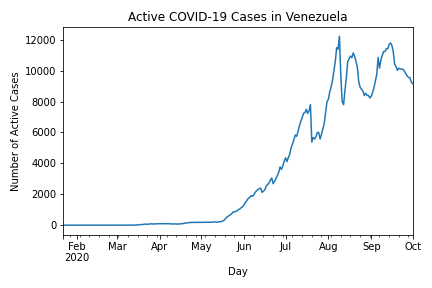 Active COVID-19 Cases in Venezuela
Number of Active Cases
12000
10000
8000
6000
4000
2000
0
Feb Mar Apr May Jun Jul Aug Sep Oct
2020
Day